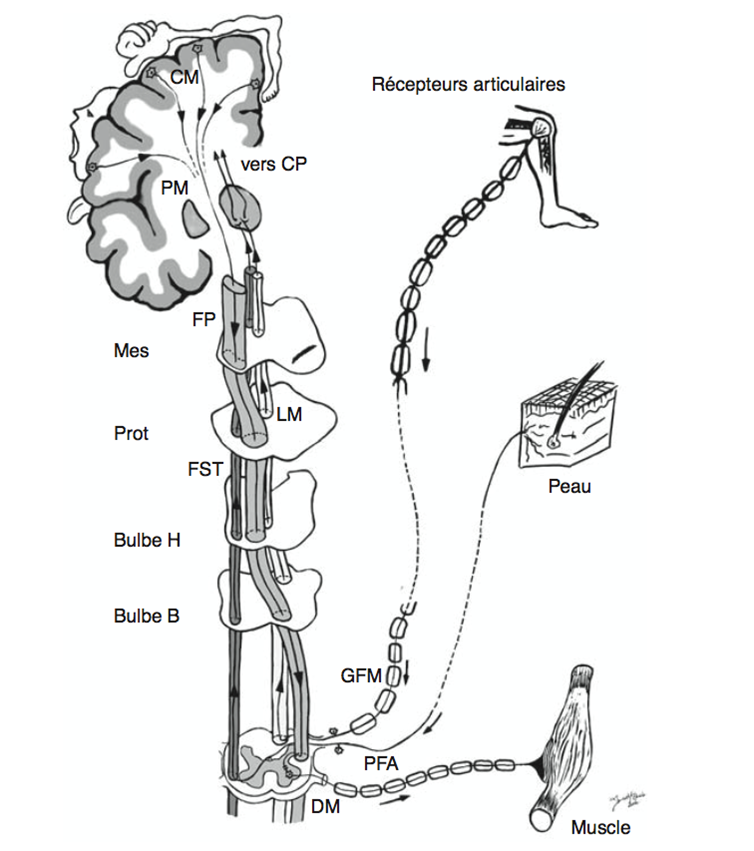 CM
Récepteurs articulaires
vers CP
PM
FP
Mes
LM
Prot
FST
Peau
Bulbe H
Bulbe B
GFM
PFA
DM
Muscle